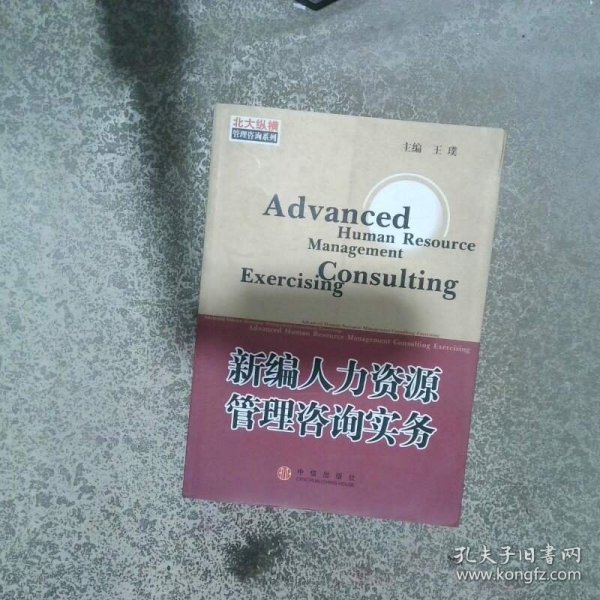 北大纵横
管理咨询系列
主编 王璞
Advanced
Human Resource
Management
Consulting
Exercising
Advanced Human Resource Management Consulting Exercising
新编人力资源
管理咨询实务
中信出版社
CITIC PUBLISHING HOUSE
孔夫子旧书网
www.kongfz.com